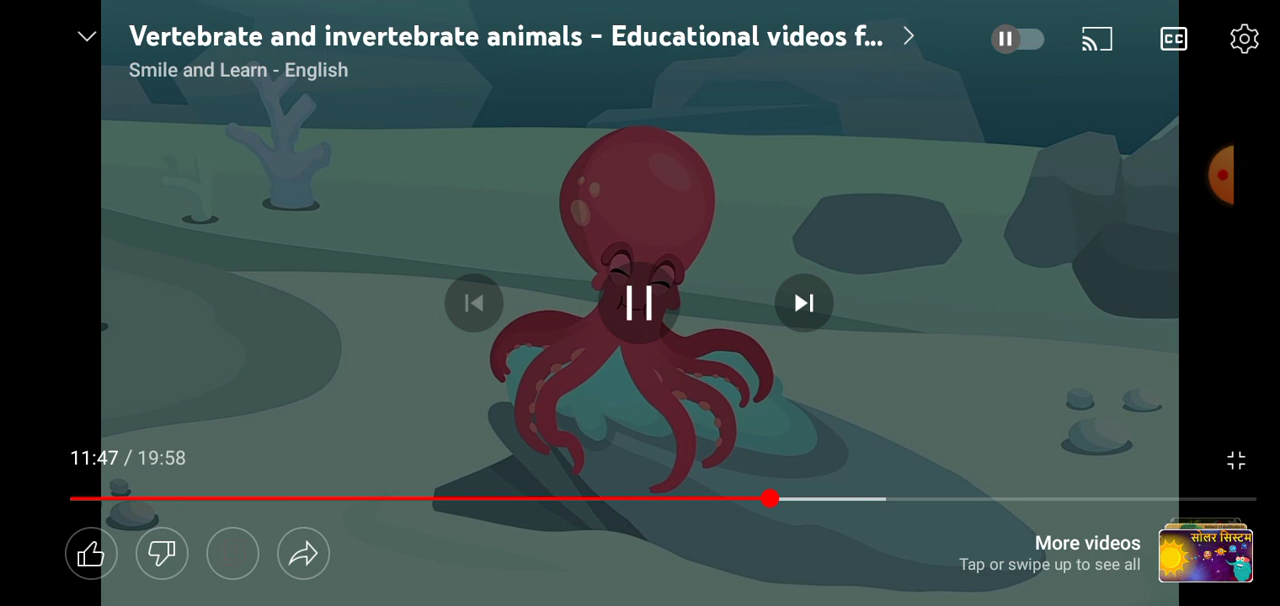 Vertebrate and invertebrate animals - Educational videos f...
Smile and Learn - English
CC
11:47 / 19:58
More videos
Tap or swipe up to see all
सोलर सिस्टम